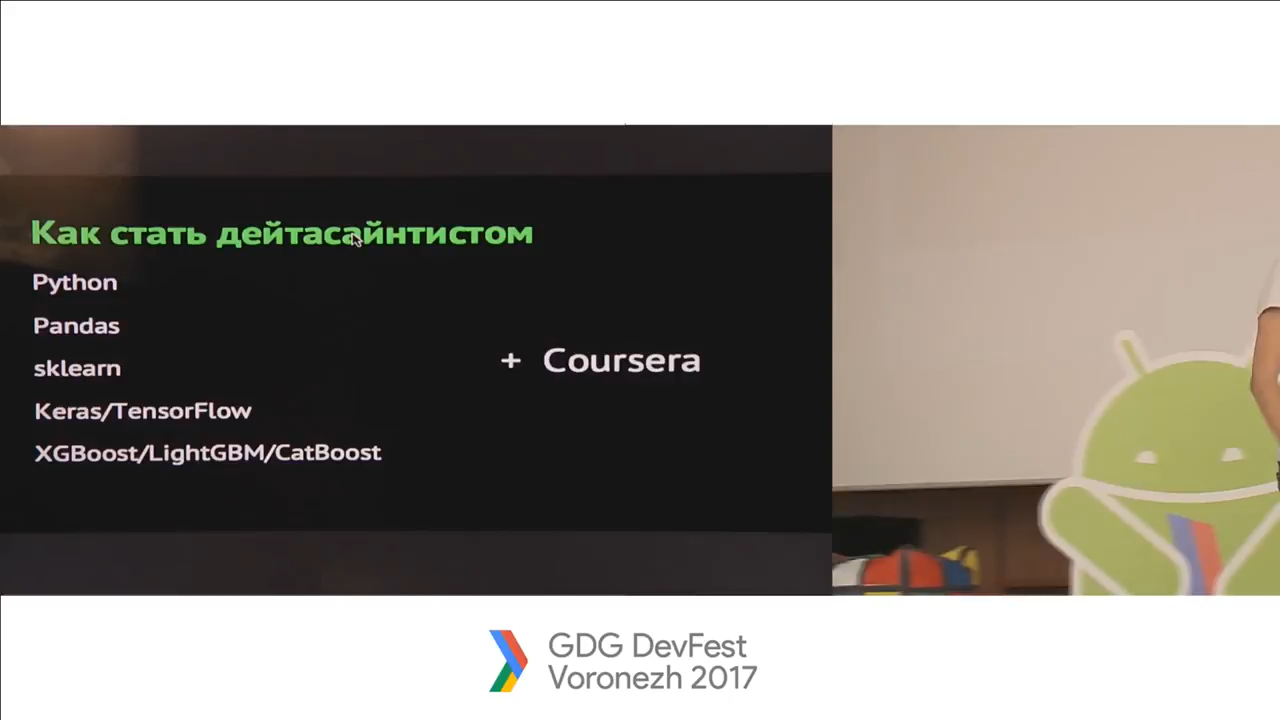 Как стать дейтасайнтистом
Python
Pandas
sklearn
Keras/TensorFlow
XGBoost/LightGBM/CatBoost
+ Coursera
GDG DevFest
Voronezh 2017